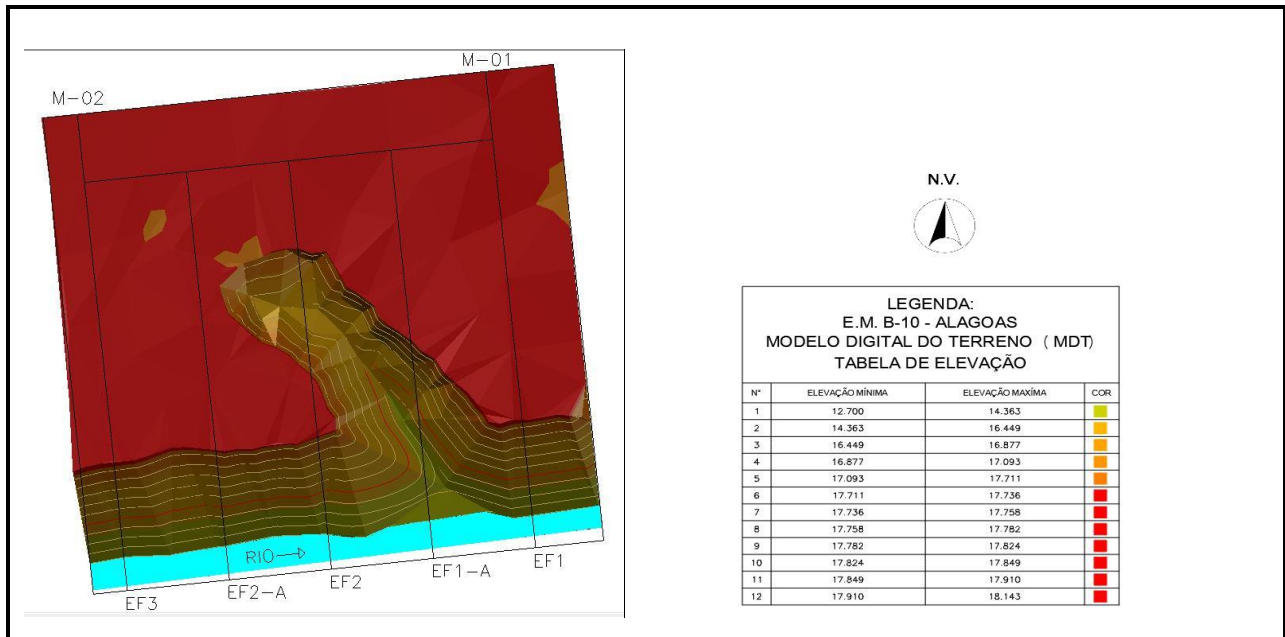 M-01
M-02
RIO
EF3
EF2-A
EF2
EF1-A
EF1
N.V.
LEGENDA:
E.M. B-10 - ALAGOAS
MODELO DIGITAL DO TERRENO ( MDT)
TABELA DE ELEVAÇÃO
N° ELEVAÇÃO MÍNIMA ELEVAÇÃO MAXÍMA COR
1 12.700 14.363
2 14.363 16.449
3 16.449 16.877
4 16.877 17.093
5 17.093 17.711
6 17.711 17.736
7 17.736 17.758
8 17.758 17.782
9 17.782 17.824
10 17.824 17.849
11 17.849 17.910
12 17.910 18.143